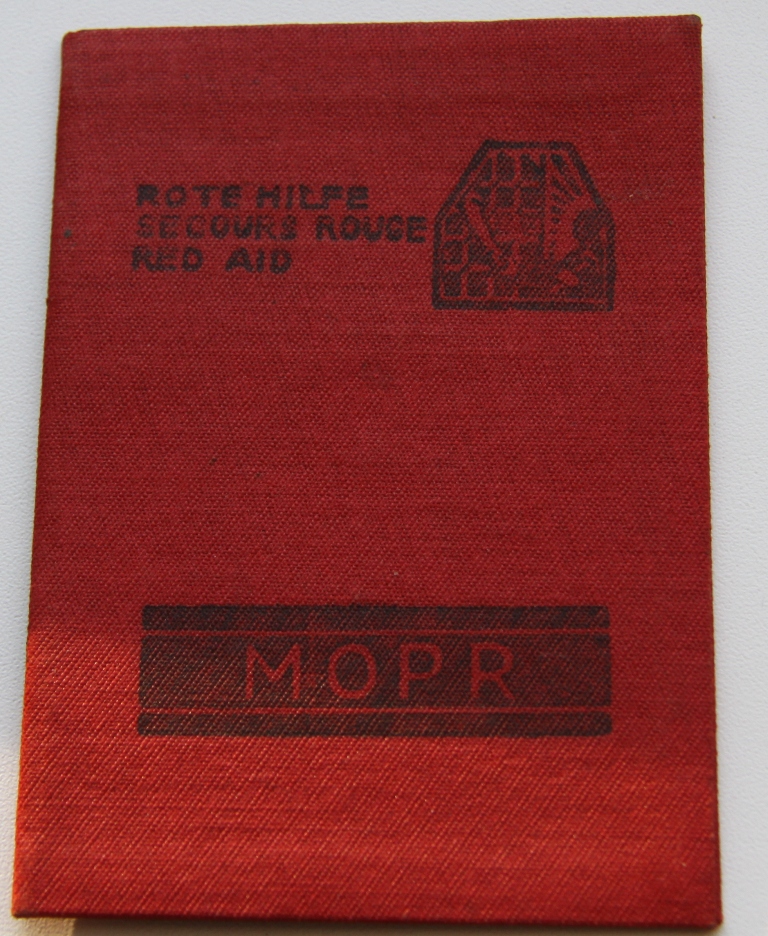 ROTE HILFE
SECOURS ROUGE
RED AID
MOPR